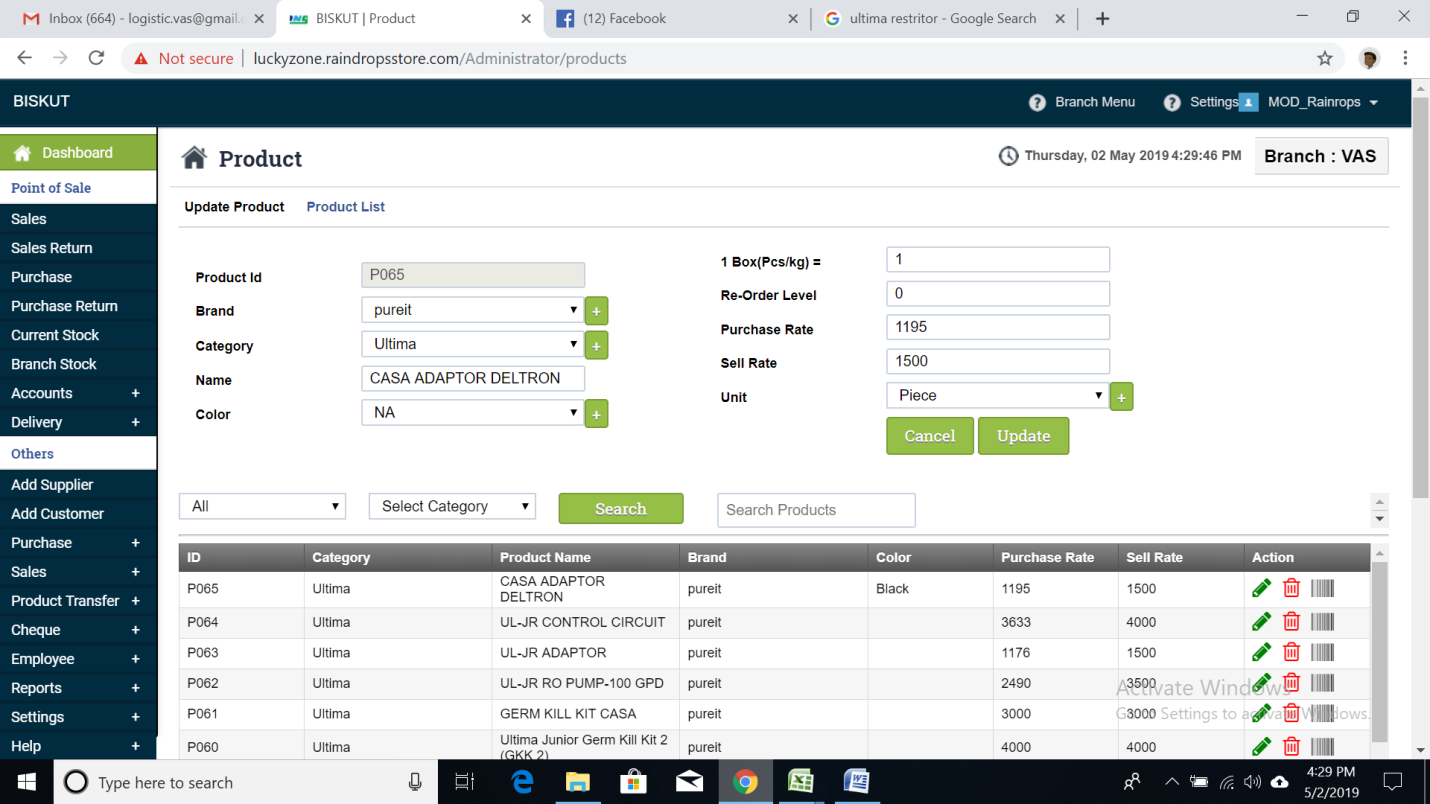 Inbox (664) - logistic.vas@gmail.
BISKUT | Product
(12) Facebook
ultima restritor - Google Search
Not secure | luckyzone.raindropsstore.com/Administrator/products
BISKUT
Branch Menu
Settings
MOD_Rainrops
Dashboard
Point of Sale
Sales
Sales Return
Purchase
Purchase Return
Current Stock
Branch Stock
Accounts +
Delivery +
Others
Add Supplier
Add Customer
Purchase +
Sales +
Product Transfer +
Cheque +
Employee +
Reports +
Settings +
Help +
Product
Thursday, 02 May 2019 4:29:46 PM
Branch : VAS
Update Product Product List
Product Id P065
Brand pureit +
Category Ultima +
Name CASA ADAPTOR DELTRON
Color NA +
1 Box(Pcs/kg) = 1
Re-Order Level 0
Purchase Rate 1195
Sell Rate 1500
Unit Piece +
Cancel Update
All Select Category Search Search Products
ID Category Product Name Brand Color Purchase Rate Sell Rate Action
P065 Ultima CASA ADAPTOR DELTRON pureit Black 1195 1500
P064 Ultima UL-JR CONTROL CIRCUIT pureit 3633 4000
P063 Ultima UL-JR ADAPTOR pureit 1176 1500
P062 Ultima UL-JR RO PUMP-100 GPD pureit 2490 3500
P061 Ultima GERM KILL KIT CASA pureit 3000 3000
P060 Ultima Ultima Junior Germ Kill Kit 2 (GKK 2) pureit 4000 4000
Activate Windows
Go to Settings to activate Windows.
Type here to search
4:29 PM
5/2/2019